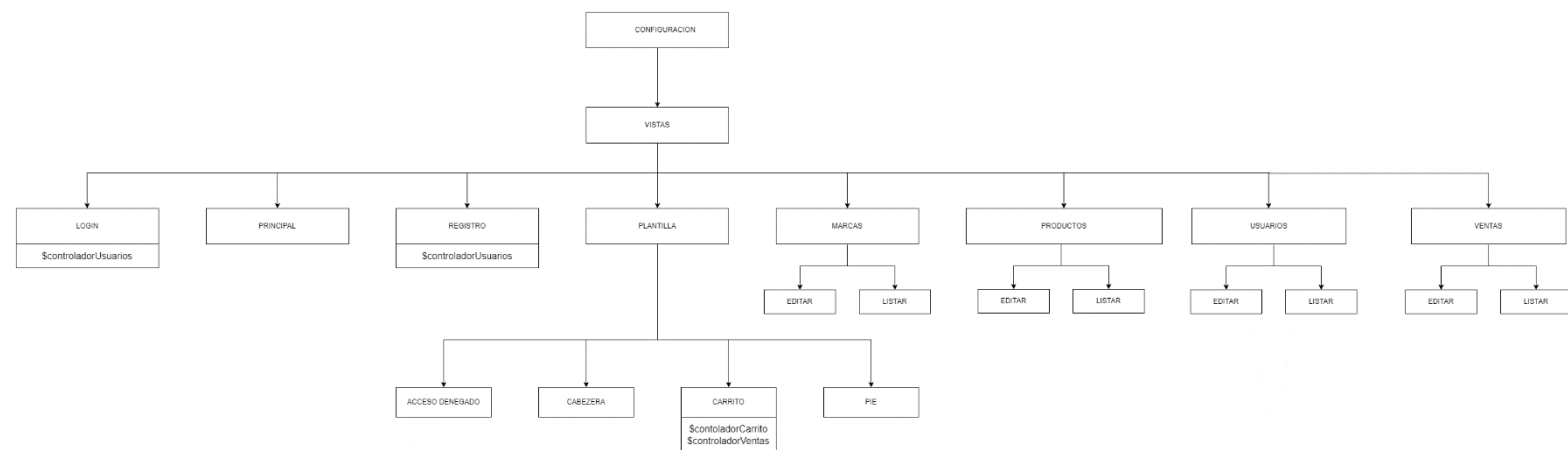 CONFIGURACION
VISTAS
LOGIN
$controladorUsuarios
PRINCIPAL
REGISTRO
$controladorUsuarios
PLANTILLA
MARCAS
PRODUCTOS
USUARIOS
VENTAS
EDITAR
LISTAR
EDITAR
LISTAR
EDITAR
LISTAR
EDITAR
LISTAR
ACCESO DENEGADO
CABEZERA
CARRITO
$contoladorCarrito
$controladorVentas
PIE